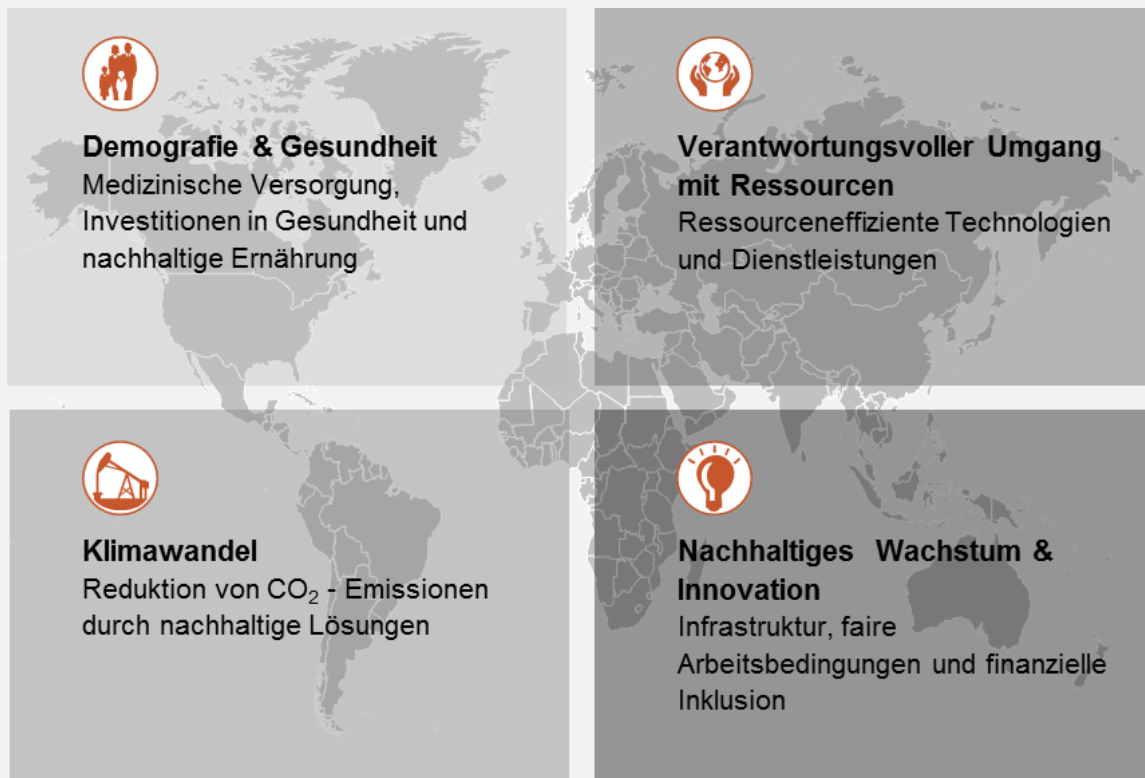 Demografie & Gesundheit
Medizinische Versorgung,
Investitionen in Gesundheit und
nachhaltige Ernährung
Verantwortungsvoller Umgang
mit Ressourcen
Ressourceneffiziente Technologien
und Dienstleistungen
Klimawandel
Reduktion von CO₂ - Emissionen
durch nachhaltige Lösungen
Nachhaltiges Wachstum &
Innovation
Infrastruktur, faire
Arbeitsbedingungen und finanzielle
Inklusion